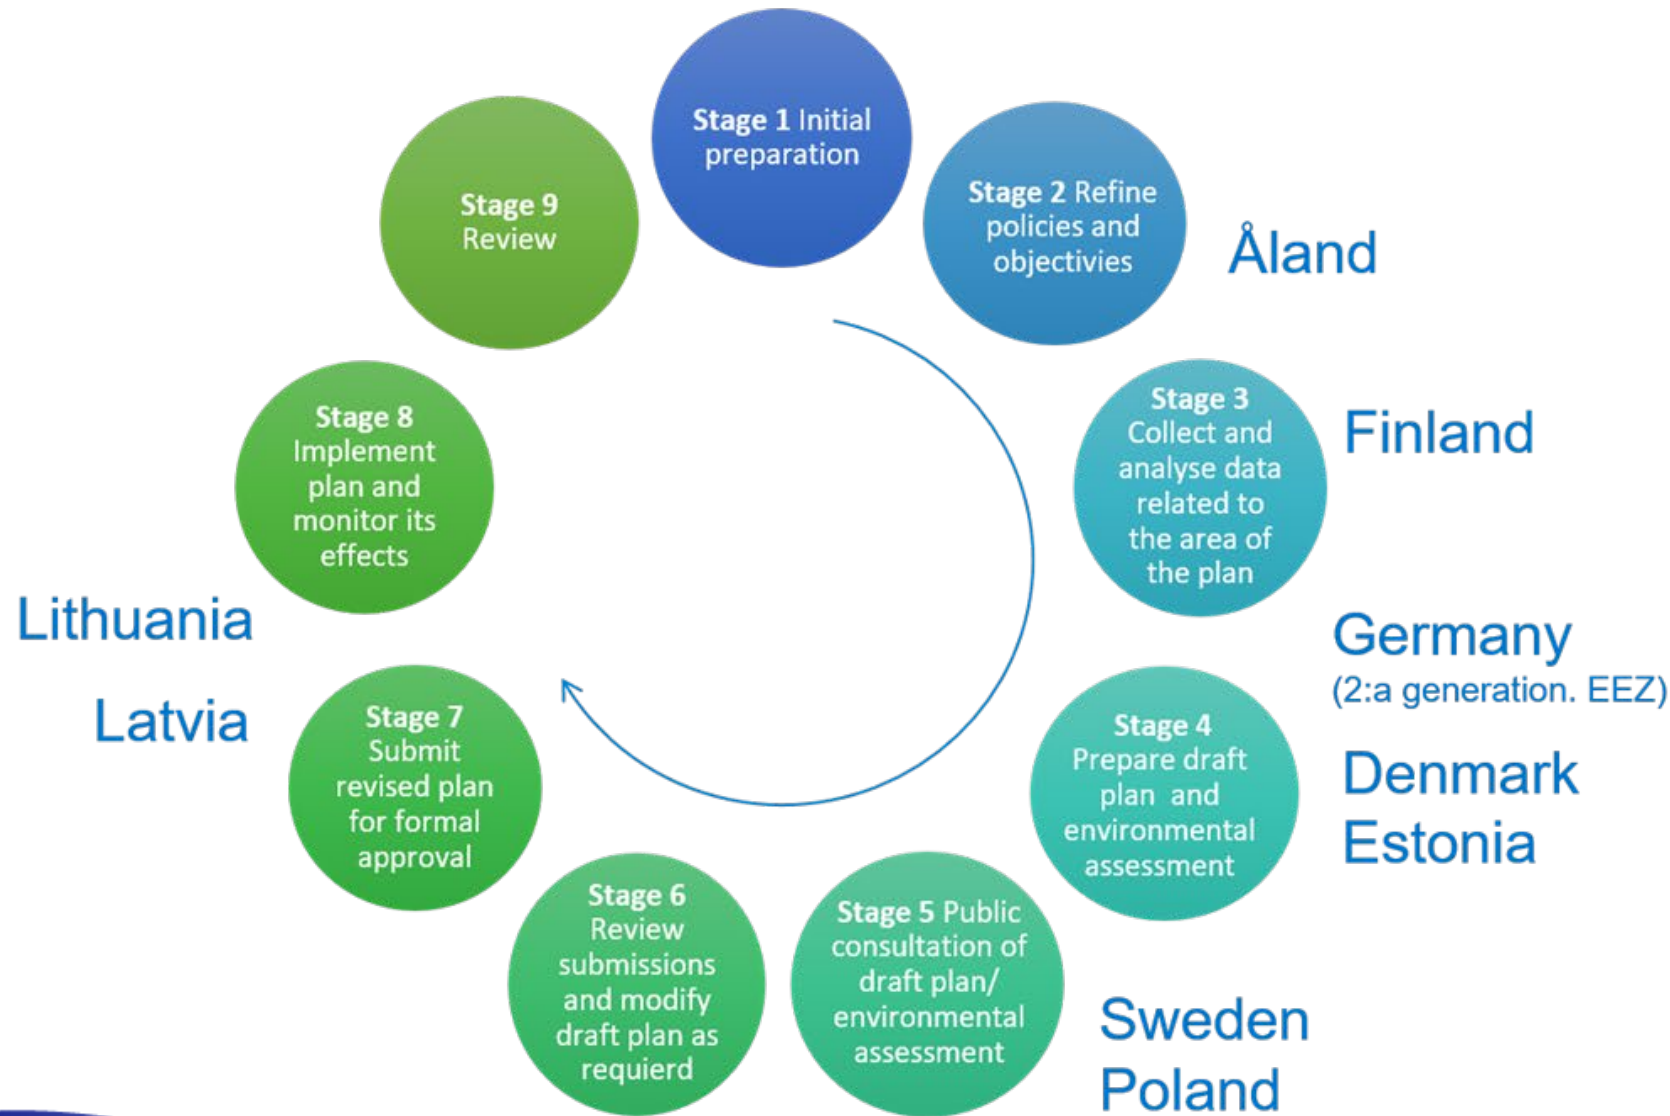 Stage 1 Initial
preparation
Stage 2 Refine
policies and
objectivies
Åland
Stage 3
Collect and
analyse data
related to
the area of
the plan
Finland
Germany
(2:a generation. EEZ)
Stage 4
Prepare draft
plan and
environmental
assessment
Denmark
Estonia
Stage 5 Public
consultation of
draft plan/
environmental
assessment
Sweden
Poland
Stage 6
Review
submissions
and modify
draft plan as
requierd
Stage 7
Submit
revised plan
for formal
approval
Latvia
Lithuania
Stage 8
Implement
plan and
monitor its
effects
Stage 9
Review